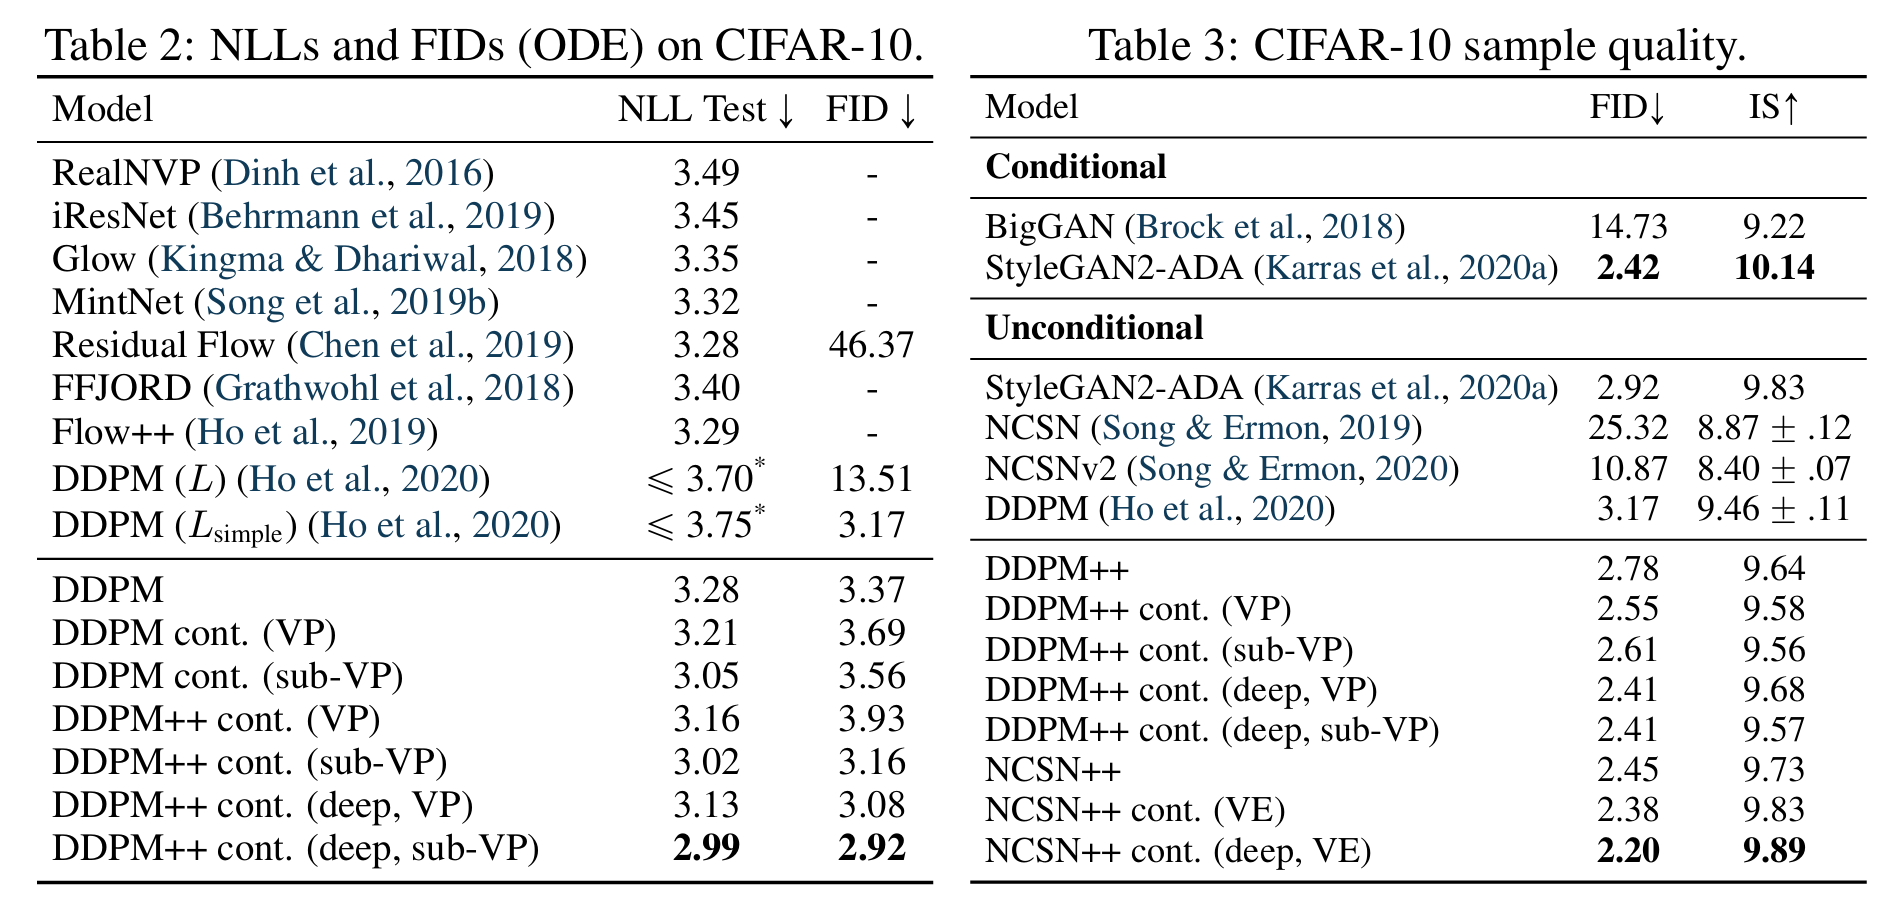 Table 2: NLLs and FIDs (ODE) on CIFAR-10.
Model NLL Test ↓ FID ↓
RealNVP (Dinh et al., 2016) 3.49 -
iResNet (Behrmann et al., 2019) 3.45 -
Glow (Kingma & Dhariwal, 2018) 3.35 -
MintNet (Song et al., 2019b) 3.32 -
Residual Flow (Chen et al., 2019) 3.28 46.37
FFJORD (Grathwohl et al., 2018) 3.40 -
Flow++ (Ho et al., 2019) 3.29 -
DDPM (L) (Ho et al., 2020) ⩽ 3.70* 13.51
DDPM (Lsimple) (Ho et al., 2020) ⩽ 3.75* 3.17
DDPM 3.28 3.37
DDPM cont. (VP) 3.21 3.69
DDPM cont. (sub-VP) 3.05 3.56
DDPM++ cont. (VP) 3.16 3.93
DDPM++ cont. (sub-VP) 3.02 3.16
DDPM++ cont. (deep, VP) 3.13 3.08
DDPM++ cont. (deep, sub-VP) 2.99 2.92
Table 3: CIFAR-10 sample quality.
Model FID↓ IS↑
Conditional
BigGAN (Brock et al., 2018) 14.73 9.22
StyleGAN2-ADA (Karras et al., 2020a) 2.42 10.14
Unconditional
StyleGAN2-ADA (Karras et al., 2020a) 2.92 9.83
NCSN (Song & Ermon, 2019) 25.32 8.87 ± .12
NCSNv2 (Song & Ermon, 2020) 10.87 8.40 ± .07
DDPM (Ho et al., 2020) 3.17 9.46 ± .11
DDPM++ 2.78 9.64
DDPM++ cont. (VP) 2.55 9.58
DDPM++ cont. (sub-VP) 2.61 9.56
DDPM++ cont. (deep, VP) 2.41 9.68
DDPM++ cont. (deep, sub-VP) 2.41 9.57
NCSN++ 2.45 9.73
NCSN++ cont. (VE) 2.38 9.83
NCSN++ cont. (deep, VE) 2.20 9.89